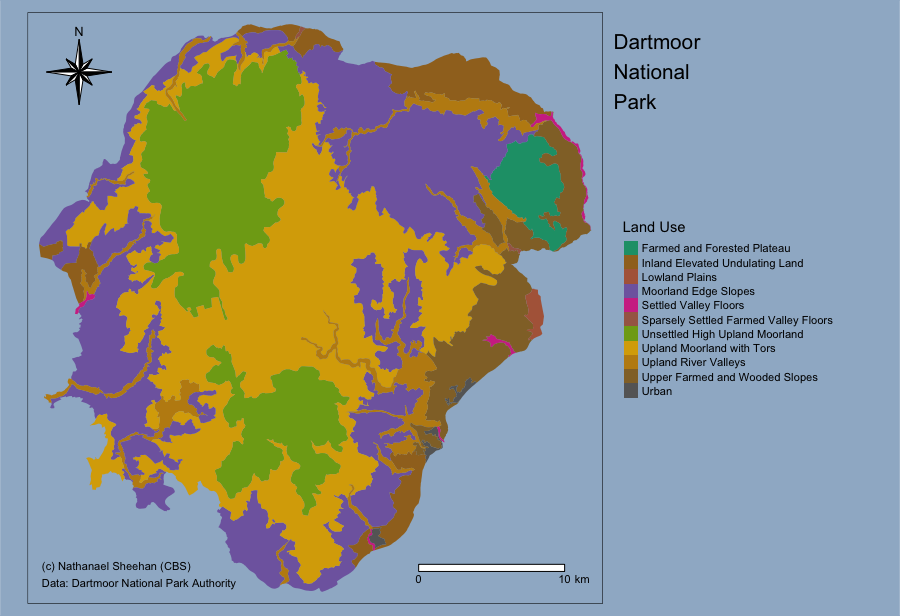 N
Dartmoor
National
Park
Land Use
Farmed and Forested Plateau
Inland Elevated Undulating Land
Lowland Plains
Moorland Edge Slopes
Settled Valley Floors
Sparsely Settled Farmed Valley Floors
Unsettled High Upland Moorland
Upland Moorland with Tors
Upland River Valleys
Upper Farmed and Wooded Slopes
Urban
(c) Nathanael Sheehan (CBS)
Data: Dartmoor National Park Authority
0 10 km